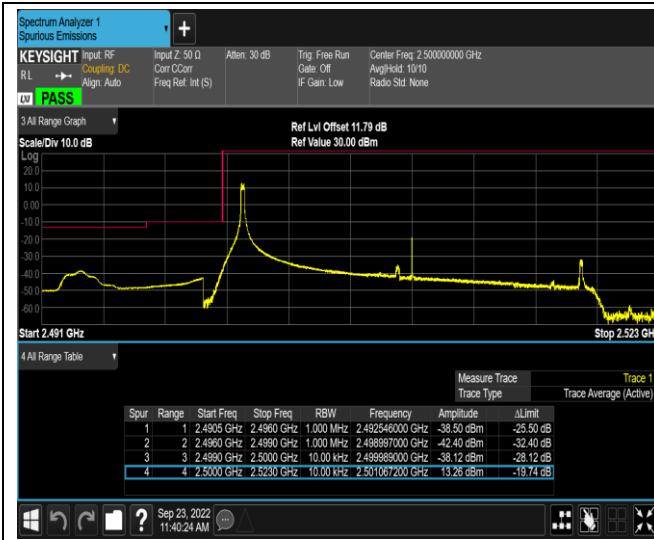 Spectrum Analyzer 1
Spurious Emissions
+
KEYSIGHT Input: RF Input Z: 50 Ω Atten: 30 dB Trig: Free Run Center Freq: 2.500000000 GHz
RL Coupling: DC Corr CCorr Gate: Off Avg|Hold: 10/10
Align: Auto Freq Ref: Int (S) IF Gain: Low Radio Std: None
LXI PASS
3 All Range Graph
Ref Lvl Offset 11.79 dB
Scale/Div 10.0 dB Ref Value 30.00 dBm
Log
20.0
10.0
0.00
-10.0
-20.0
-30.0
-40.0
-50.0
-60.0
Start 2.491 GHz Stop 2.523 GH
4 All Range Table
Measure Trace Trace 1
Trace Type Trace Average (Active)
Spur Range Start Freq Stop Freq RBW Frequency Amplitude ΔLimit
1 1 2.4905 GHz 2.4960 GHz 1.000 MHz 2.492546000 GHz -38.50 dBm -25.50 dB
2 2 2.4960 GHz 2.4990 GHz 1.000 MHz 2.498997000 GHz -42.40 dBm -32.40 dB
3 3 2.4990 GHz 2.5000 GHz 10.00 kHz 2.499989000 GHz -38.12 dBm -28.12 dB
4 4 2.5000 GHz 2.5230 GHz 10.00 kHz 2.501067200 GHz 13.26 dBm -19.74 dB
? Sep 23, 2022
11:40:24 AM